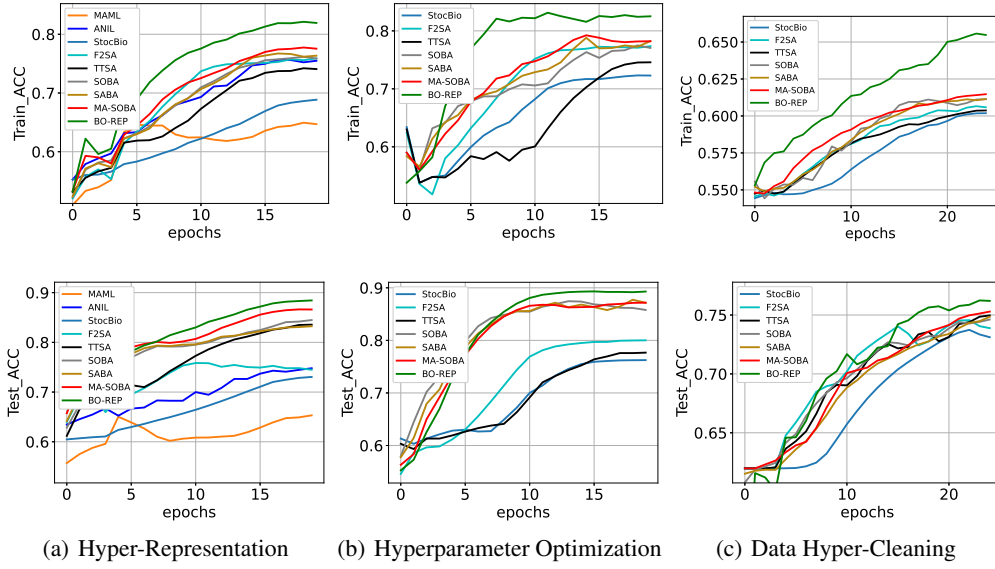 Train_ACC
0.8
0.7
0.6
0
5
10
15
epochs
MAML
ANIL
StocBio
F2SA
TTSA
SOBA
SABA
MA-SOBA
BO-REP
Train_ACC
0.8
0.7
0.6
0
5
10
15
epochs
StocBio
F2SA
TTSA
SOBA
SABA
MA-SOBA
BO-REP
Train_ACC
0.650
0.625
0.600
0.575
0.550
0
10
20
epochs
StocBio
F2SA
TTSA
SOBA
SABA
MA-SOBA
BO-REP
Test_ACC
0.9
0.8
0.7
0.6
0
5
10
15
epochs
MAML
ANIL
StocBio
F2SA
TTSA
SOBA
SABA
MA-SOBA
BO-REP
Test_ACC
0.9
0.8
0.7
0.6
0
5
10
15
epochs
StocBio
F2SA
TTSA
SOBA
SABA
MA-SOBA
BO-REP
Test_ACC
0.75
0.70
0.65
0
10
20
epochs
StocBio
F2SA
TTSA
SOBA
SABA
MA-SOBA
BO-REP
(a) Hyper-Representation
(b) Hyperparameter Optimization
(c) Data Hyper-Cleaning